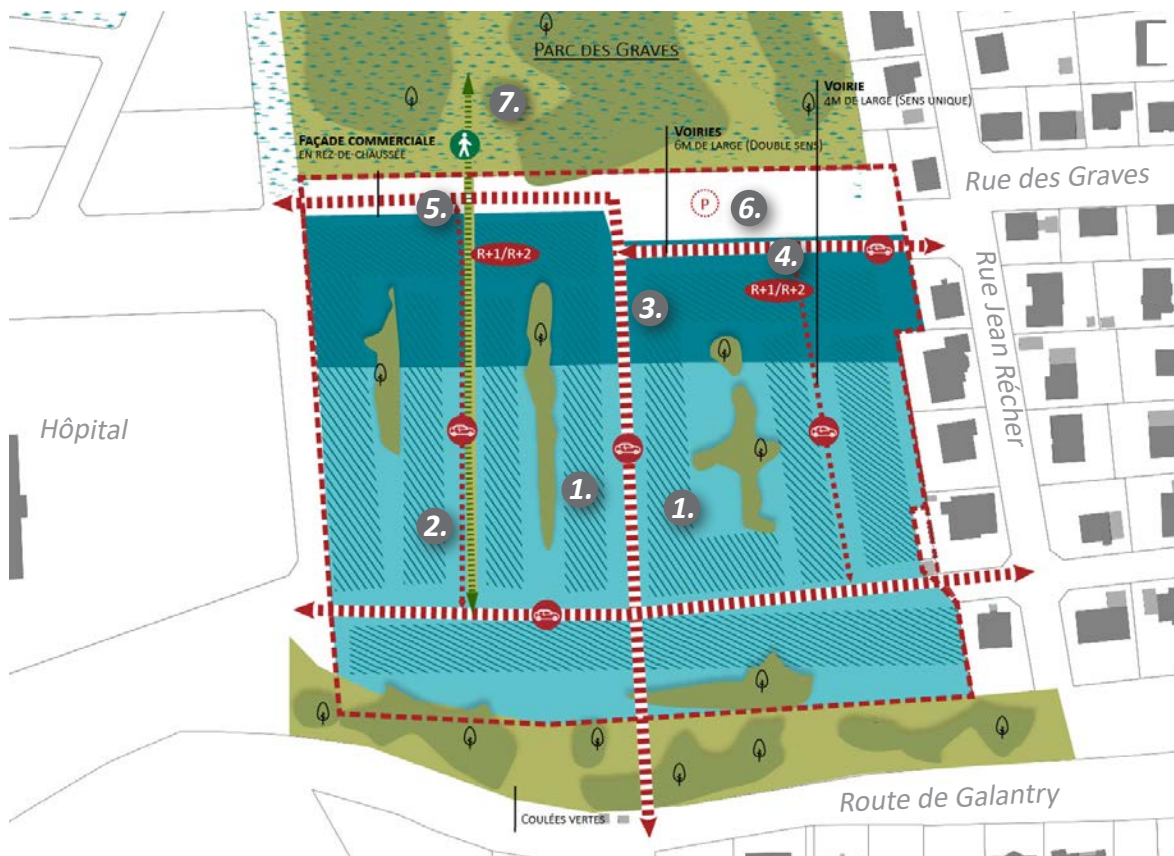 PARC DES GRAVES
7.
VOIRIE
4M DE LARGE (SENS UNIQUE)
FAÇADE COMMERCIALE
EN REZ-DE-CHAUSSÉE
VOIRIES
6M DE LARGE (DOUBLE SENS)
Rue des Graves
5.
P
6.
R+1/R+2
4.
R+1/R+2
3.
Rue Jean Récher
Hôpital
1.
1.
2.
Route de Galantry
COULÉES VERTES